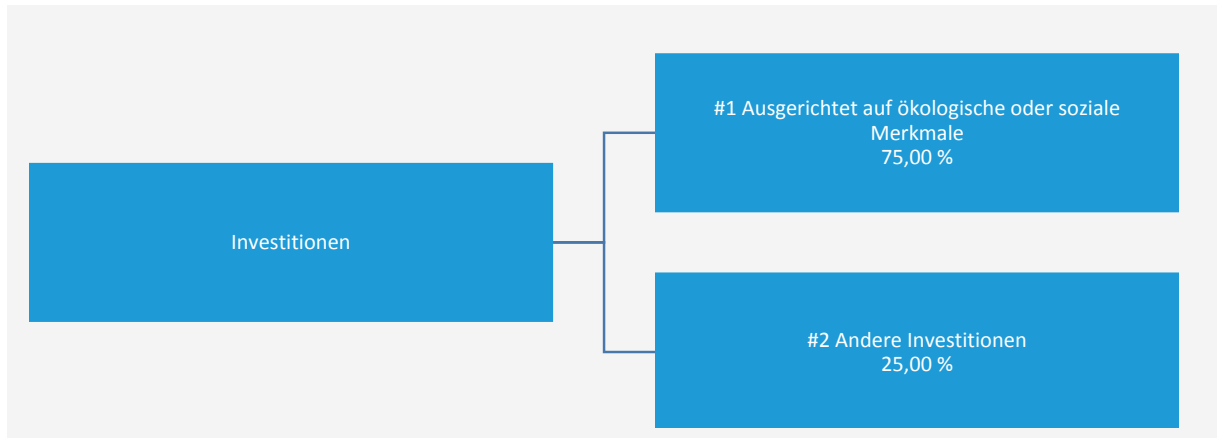 Investitionen
#1 Ausgerichtet auf ökologische oder soziale
Merkmale
75,00 %
#2 Andere Investitionen
25,00 %